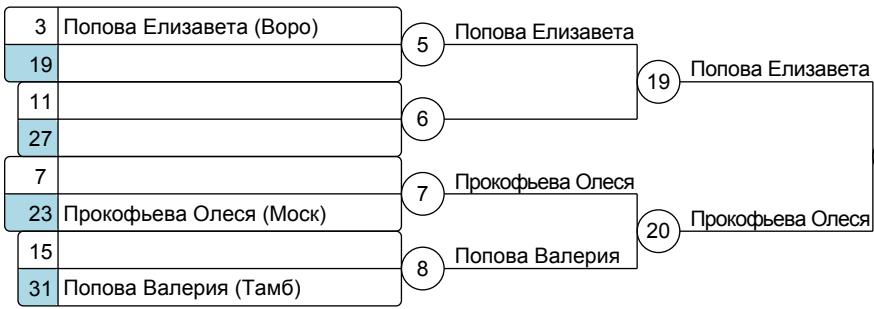 3 Попова Елизавета (Воро)
19
11
27
7
23 Прокофьева Олеся (Моск)
15
31 Попова Валерия (Тамб)
5 Попова Елизавета
6
7 Прокофьева Олеся
8 Попова Валерия
19 Попова Елизавета
20 Прокофьева Олеся